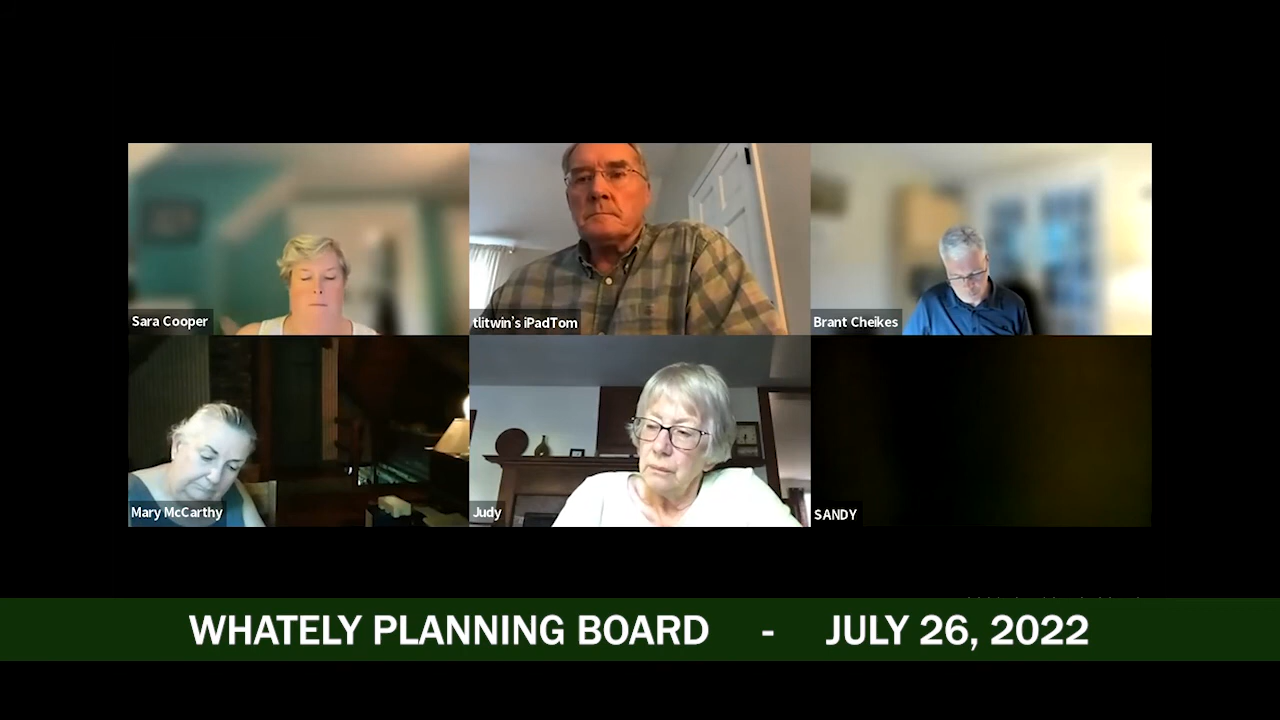 Sara Cooper
tlitwin's iPadTom
Brant Cheikes
Mary McCarthy
Judy
SANDY
WHATELY PLANNING BOARD - JULY 26, 2022